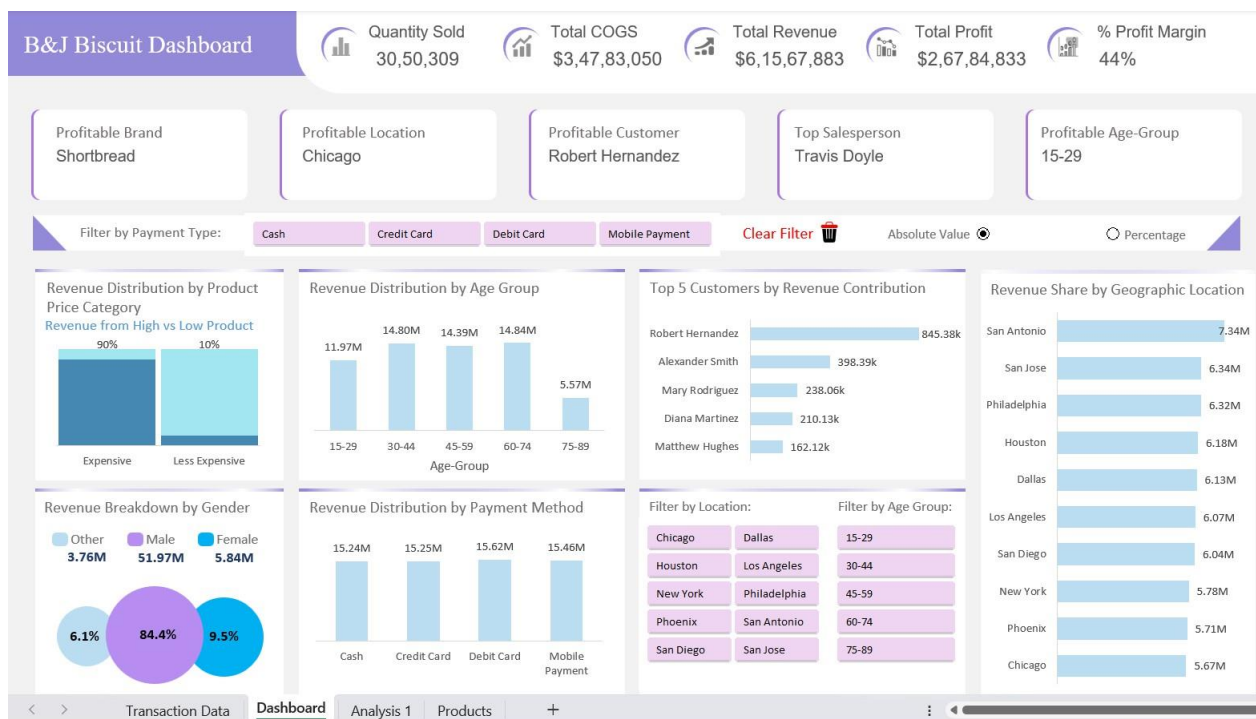 B&J Biscuit Dashboard
Quantity Sold
30,50,309
Total COGS
$3,47,83,050
Total Revenue
$6,15,67,883
Total Profit
$2,67,84,833
% Profit Margin
44%
Profitable Brand
Shortbread
Profitable Location
Chicago
Profitable Customer
Robert Hernandez
Top Salesperson
Travis Doyle
Profitable Age-Group
15-29
Filter by Payment Type:
Cash
Credit Card
Debit Card
Mobile Payment
Clear Filter
Absolute Value
Percentage
Revenue Distribution by Product
Price Category
Revenue from High vs Low Product
90%
10%
Expensive
Less Expensive
Revenue Distribution by Age Group
11.97M
14.80M
14.39M
14.84M
5.57M
15-29
30-44
45-59
60-74
75-89
Age-Group
Top 5 Customers by Revenue Contribution
Robert Hernandez
845.38k
Alexander Smith
398.39k
Mary Rodriguez
238.06k
Diana Martinez
210.13k
Matthew Hughes
162.12k
Revenue Share by Geographic Location
San Antonio
7.34M
San Jose
6.34M
Philadelphia
6.32M
Houston
6.18M
Dallas
6.13M
Los Angeles
6.07M
San Diego
6.04M
New York
5.78M
Phoenix
5.71M
Chicago
5.67M
Revenue Breakdown by Gender
Other
Male
Female
3.76M
51.97M
5.84M
6.1%
84.4%
9.5%
Revenue Distribution by Payment Method
15.24M
15.25M
15.62M
15.46M
Cash
Credit Card
Debit Card
Mobile
Payment
Filter by Location:
Chicago
Dallas
Houston
Los Angeles
New York
Philadelphia
Phoenix
San Antonio
San Diego
San Jose
Filter by Age Group:
15-29
30-44
45-59
60-74
75-89
Transaction Data
Dashboard
Analysis 1
Products